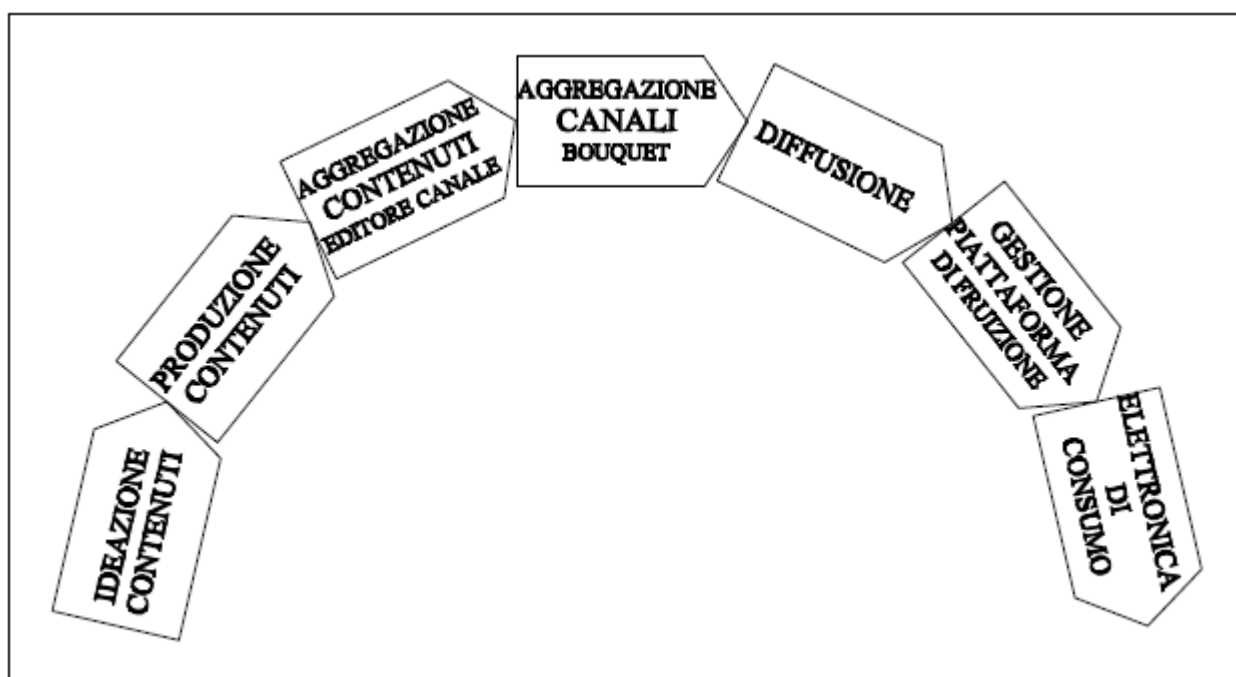 IDEAZIONE
CONTENUTI
PRODUZIONE
CONTENUTI
AGGREGAZIONE
CONTENUTI
EDITORE CANALE
AGGREGAZIONE
CANALI
BOUQUET
DIFFUSIONE
GESTIONE
PIATTAFORMA
DI FRUIZIONE
ELETTRONICA
DI
CONSUMO